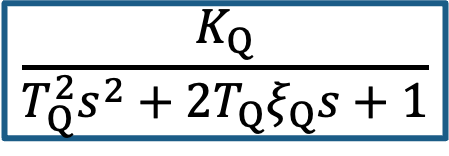 K_Q
T_Q^2 s^2 + 2T_Q ξ_Q s + 1